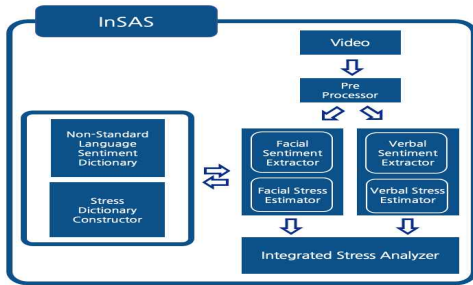 InSAS
Video
Pre
Processor
Non-Standard
Language
Sentiment
Dictionary
Stress
Dictionary
Constructor
Facial
Sentiment
Extractor
Facial Stress
Estimator
Verbal
Sentiment
Extractor
Verbal Stress
Estimator
Integrated Stress Analyzer